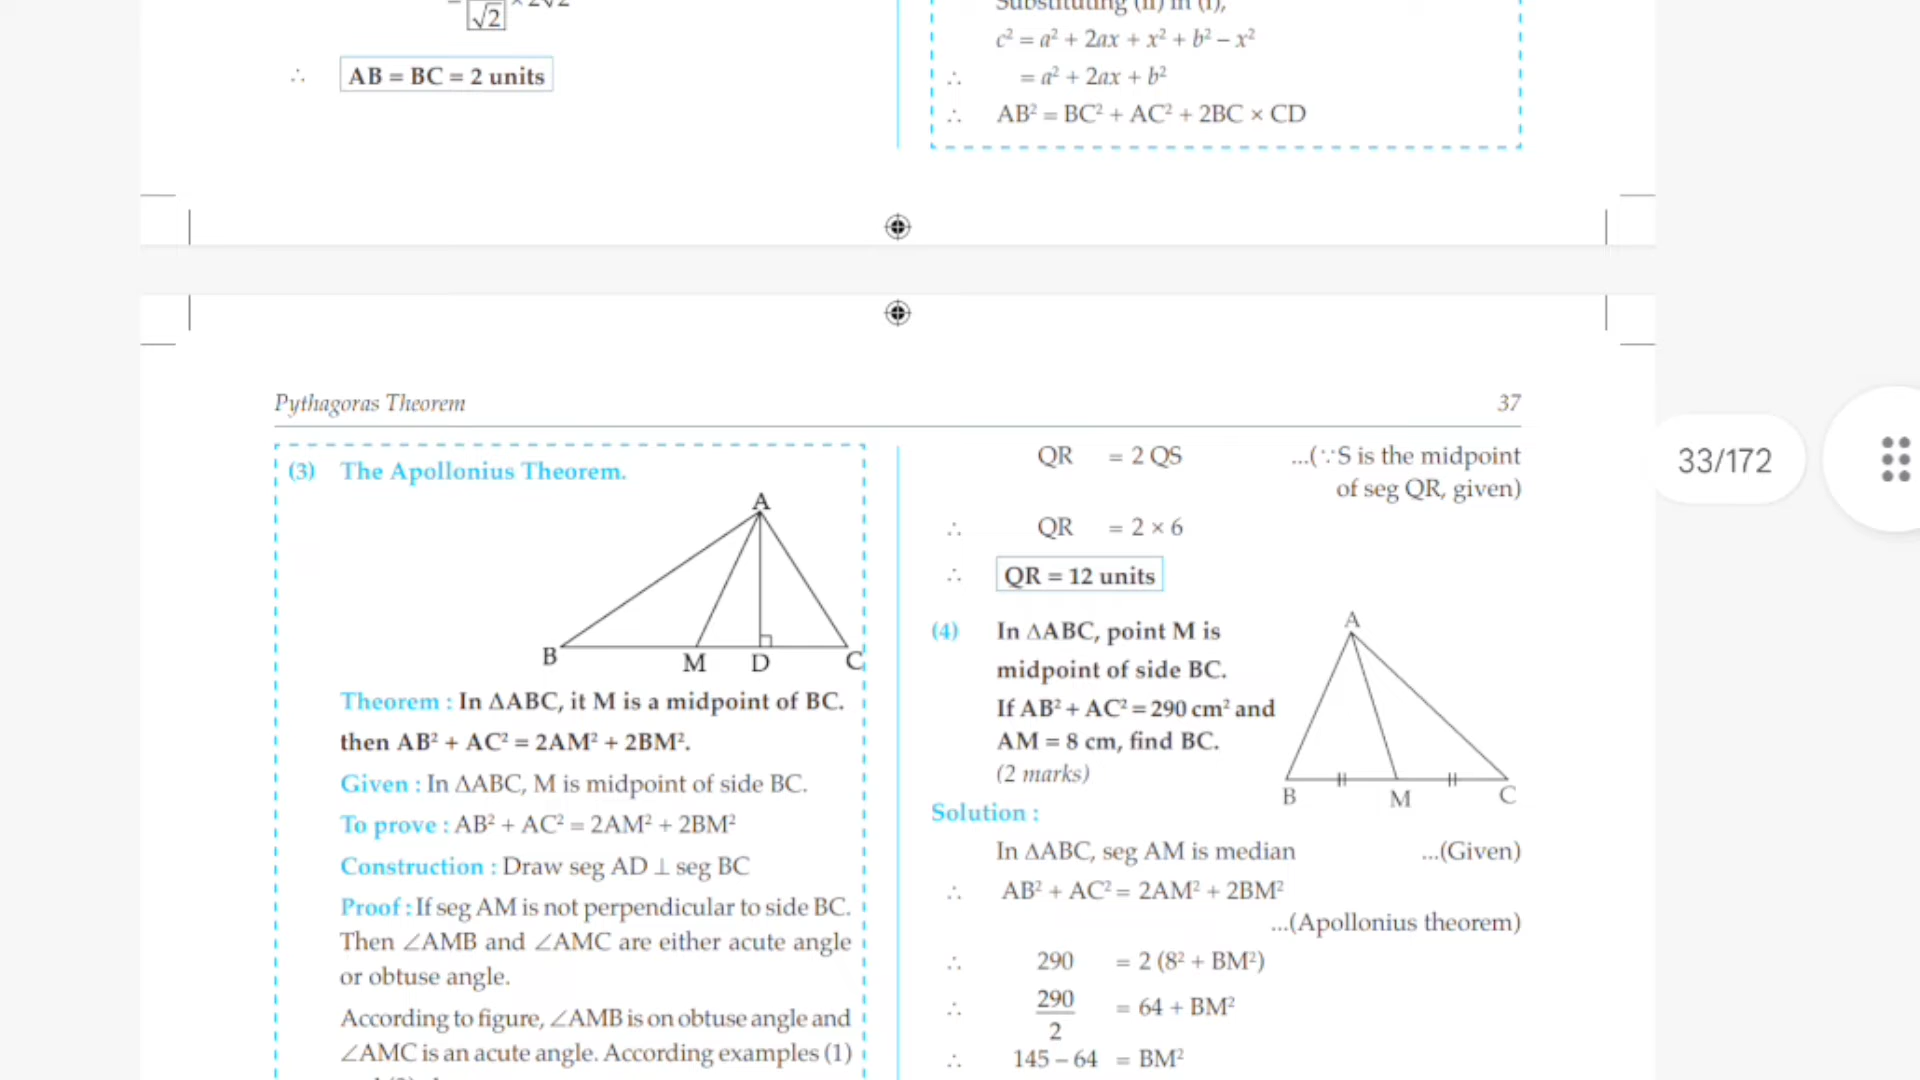 = 1/√2 × 2√2
∴ AB = BC = 2 units
Substituting (ii) in (i),
c² = a² + 2ax + x² + b² – x²
∴ = a² + 2ax + b²
∴ AB² = BC² + AC² + 2BC × CD
Pythagoras Theorem
37
(3) The Apollonius Theorem.
A
B
M
D
C
Theorem : In ΔABC, it M is a midpoint of BC.
then AB² + AC² = 2AM² + 2BM².
Given : In ΔABC, M is midpoint of side BC.
To prove : AB² + AC² = 2AM² + 2BM²
Construction : Draw seg AD ⊥ seg BC
Proof : If seg AM is not perpendicular to side BC.
Then ∠AMB and ∠AMC are either acute angle
or obtuse angle.
According to figure, ∠AMB is on obtuse angle and
∠AMC is an acute angle. According examples (1)
QR = 2 QS ...(∵S is the midpoint
of seg QR, given)
∴ QR = 2 × 6
∴ QR = 12 units
(4) In ΔABC, point M is
midpoint of side BC.
If AB² + AC² = 290 cm² and
AM = 8 cm, find BC.
(2 marks)
A
B
M
C
Solution :
In ΔABC, seg AM is median ...(Given)
∴ AB² + AC² = 2AM² + 2BM²
...(Apollonius theorem)
∴ 290 = 2 (8² + BM²)
∴ 290/2 = 64 + BM²
∴ 145 – 64 = BM²
33/172